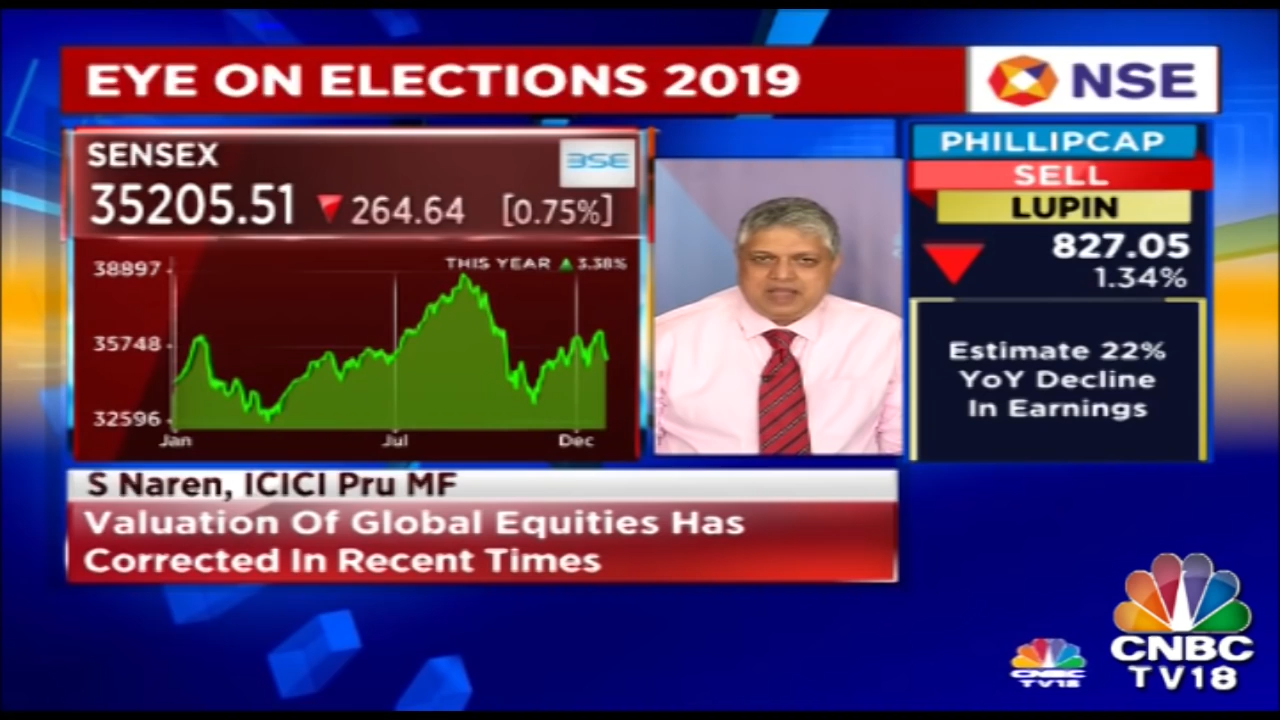 EYE ON ELECTIONS 2019
NSE
SENSEX
BSE
35205.51 264.64 [0.75%]
THIS YEAR 3.38%
38897
35748
32596
Jan Jul Dec
PHILLIPCAP
SELL
LUPIN
827.05
1.34%
Estimate 22%
YoY Decline
In Earnings
S Naren, ICICI Pru MF
Valuation Of Global Equities Has
Corrected In Recent Times
CNBC
TV18
CNBC
TV18